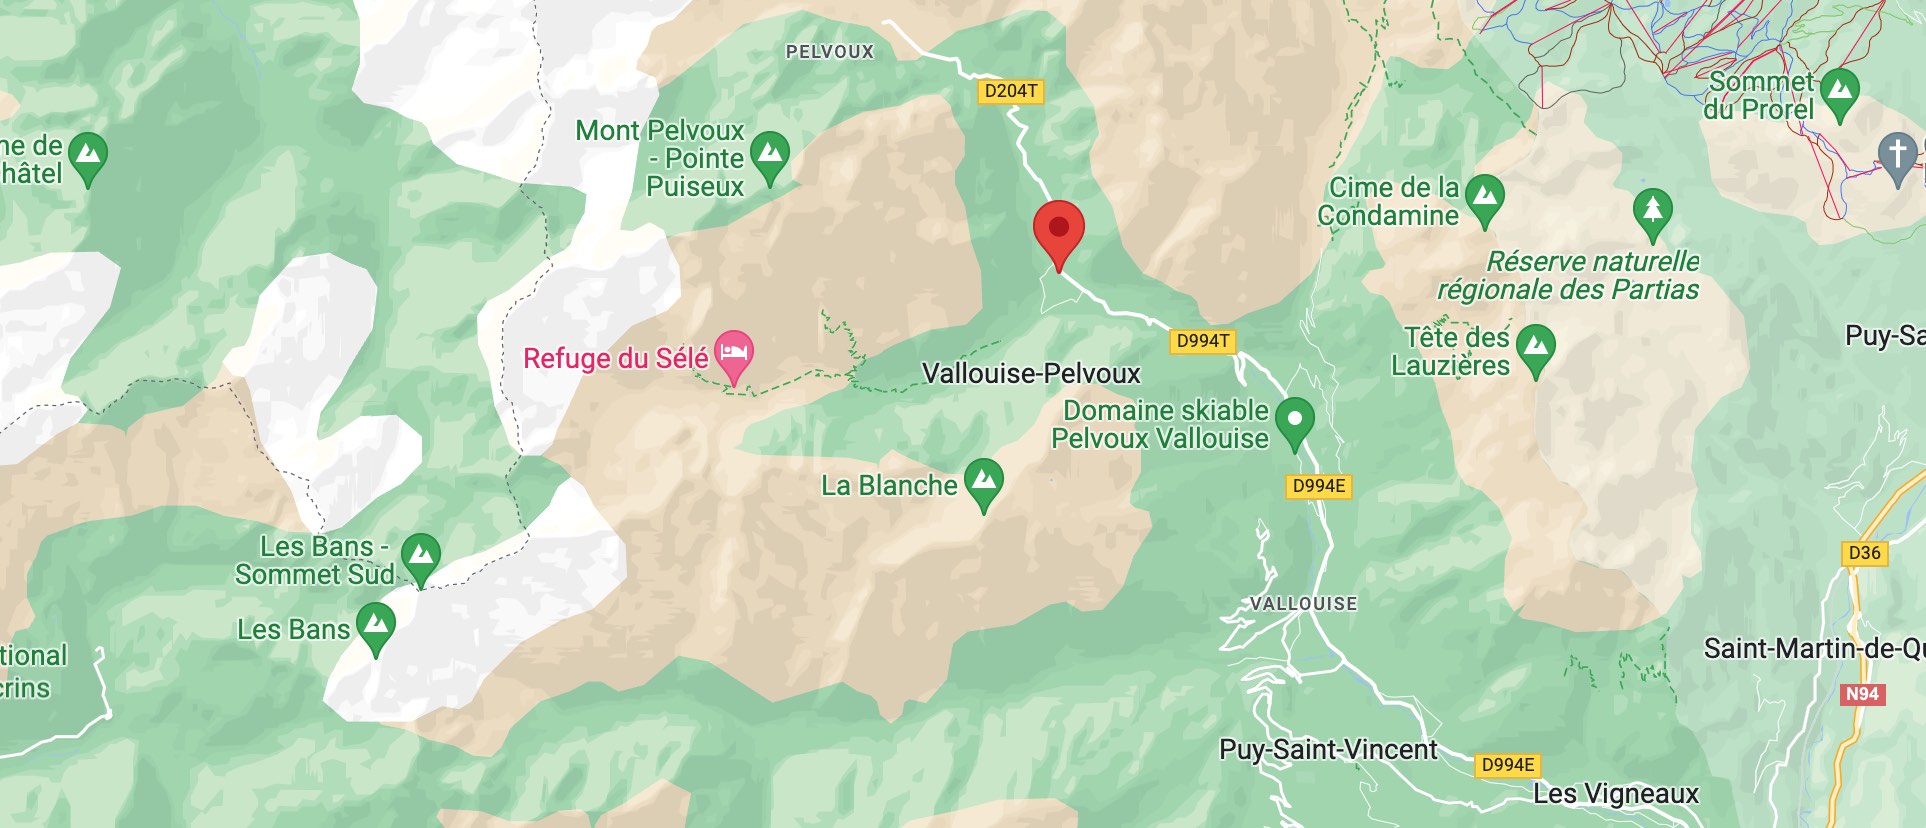 PELVOUX
D204T
Sommet
du Prorel
Mont Pelvoux
- Pointe
Puiseux
ne de
hâtel
Cime de la
Condamine
Réserve naturelle
régionale des Partias
Tête des
Lauzières
Puy-Sa
D994T
Refuge du Sélé
Vallouise-Pelvoux
Domaine skiable
Pelvoux Vallouise
La Blanche
D994E
Les Bans -
Sommet Sud
D36
VALLOUISE
Les Bans
tional
crins
Saint-Martin-de-Qu
N94
Puy-Saint-Vincent
D994E
Les Vigneaux